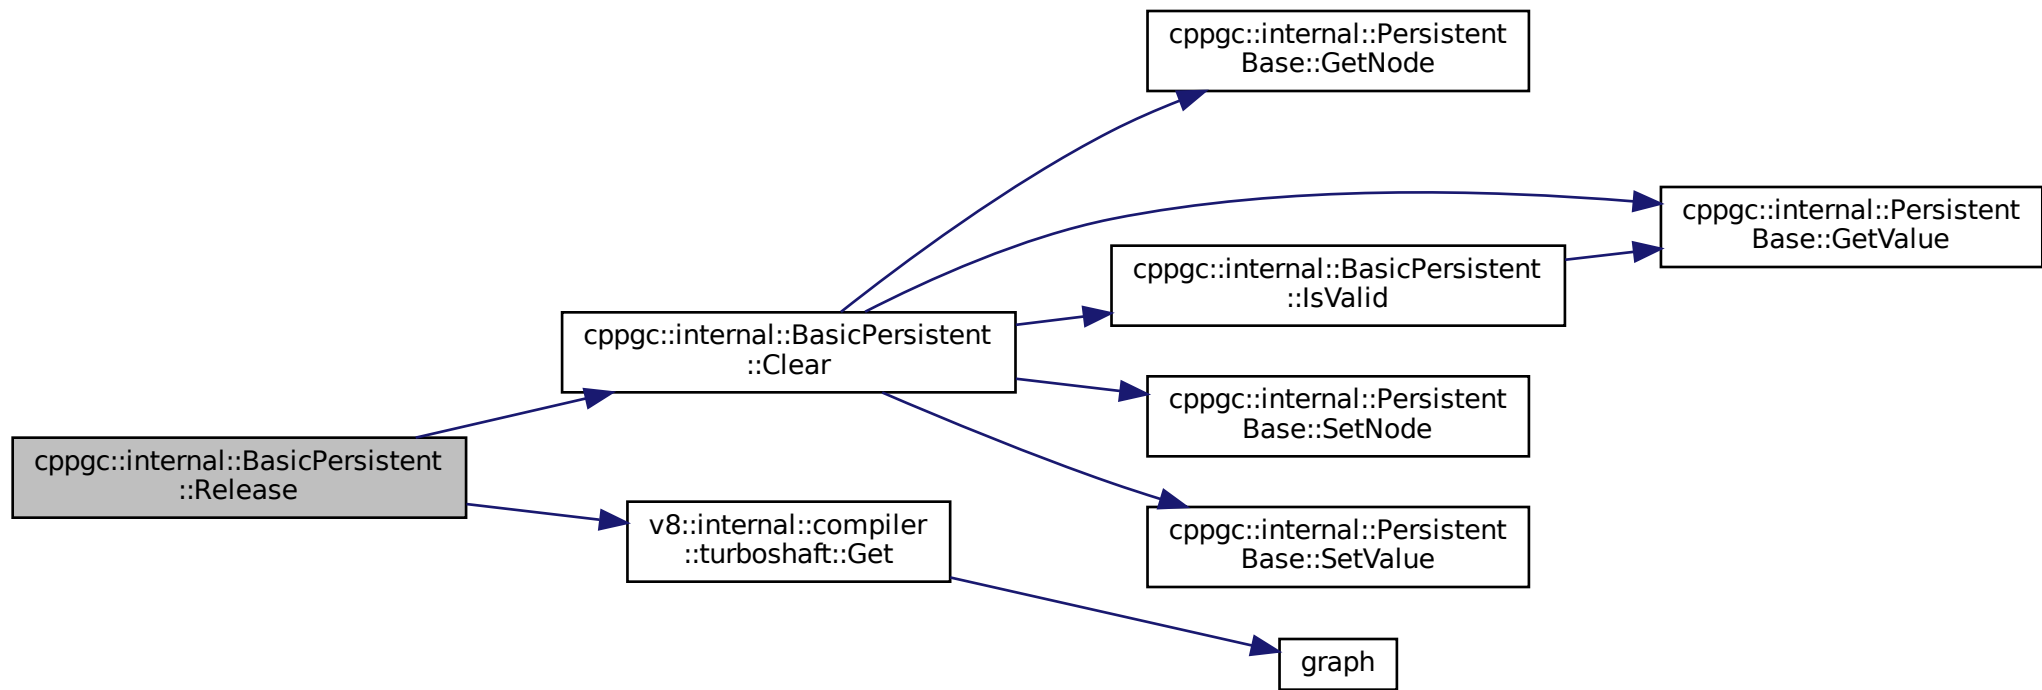 cppgc::internal::Persistent
Base::GetNode
cppgc::internal::Persistent
Base::GetValue
cppgc::internal::BasicPersistent
::IsValid
cppgc::internal::BasicPersistent
::Clear
cppgc::internal::Persistent
Base::SetNode
cppgc::internal::BasicPersistent
::Release
v8::internal::compiler
::turboshaft::Get
cppgc::internal::Persistent
Base::SetValue
graph